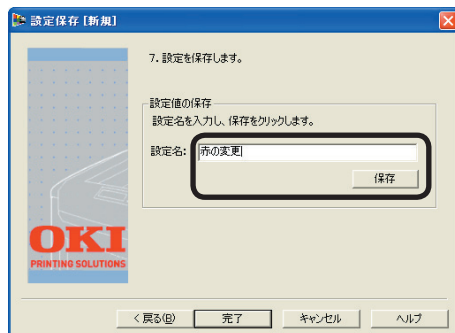 設定保存 [新規]
7. 設定を保存します。
設定値の保存
設定名を入力し、保存をクリックします。
設定名: 赤の変更
保存
OKI
PRINTING SOLUTIONS
< 戻る(B) 完了 キャンセル ヘルプ